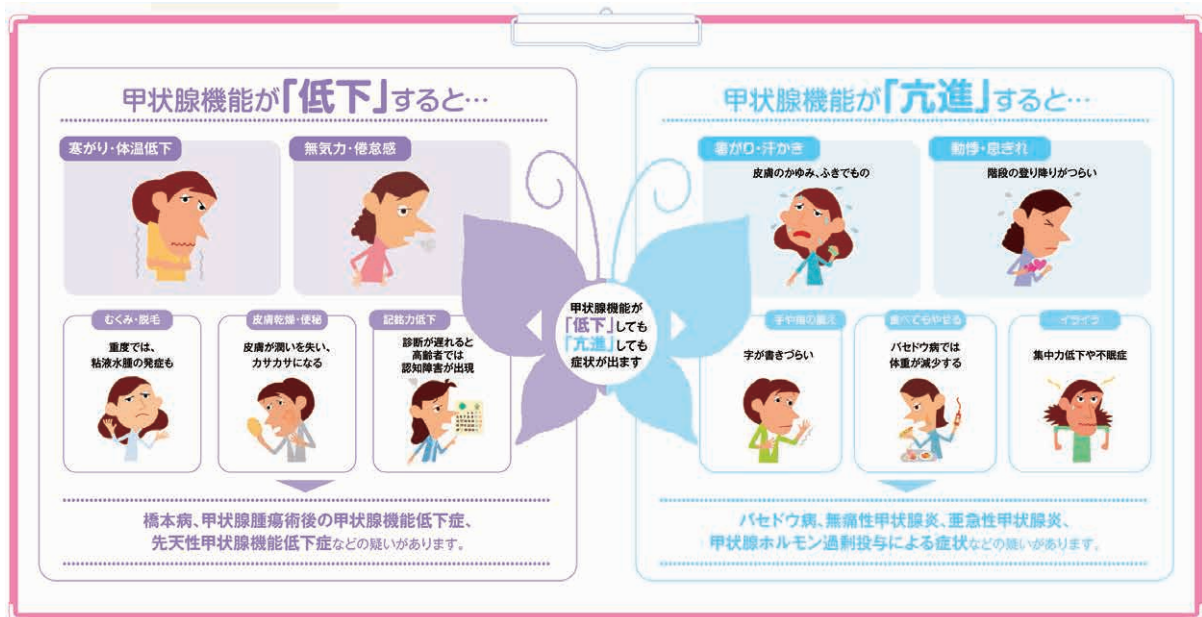 甲状腺機能が「低下」すると…
寒がり・体温低下
無気力・倦怠感
むくみ・脱毛
重度では、
粘液水腫の発症も
皮膚乾燥・便秘
皮膚が潤いを失い、
カサカサになる
記銘力低下
診断が遅れると
高齢者では
認知障害が出現
橋本病、甲状腺腫瘍術後の甲状腺機能低下症、
先天性甲状腺機能低下症などの疑いがあります。
甲状腺機能が
「低下」しても
「亢進」しても
症状が出ます
甲状腺機能が「亢進」すると…
暑がり・汗かき
皮膚のかゆみ、ふきでもの
動悸・息ぎれ
階段の登り降りがつらい
手や指の震え
字が書きづらい
食べてもやせる
バセドウ病では
体重が減少する
イライラ
集中力低下や不眠症
バセドウ病、無痛性甲状腺炎、亜急性甲状腺炎、
甲状腺ホルモン過剰投与による症状などの疑いがあります。